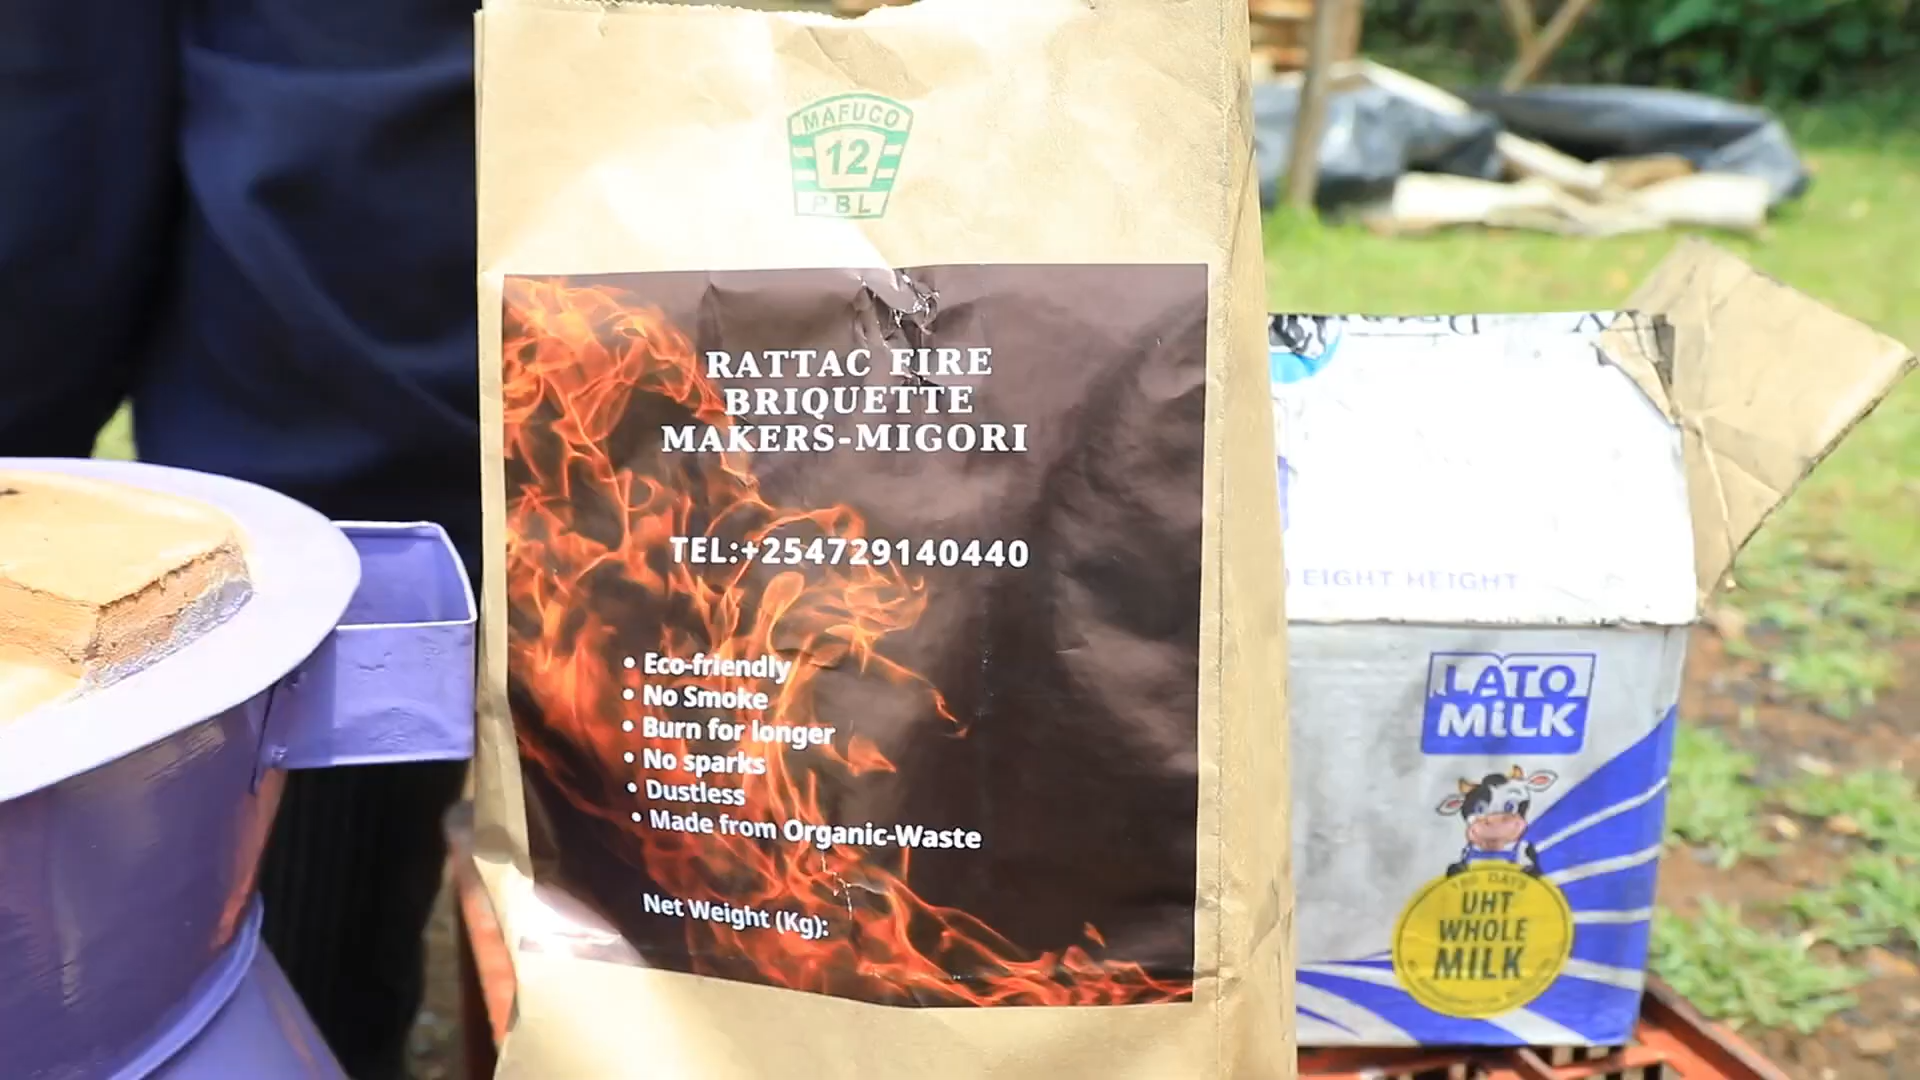 MAFUCO
12
PBL
RATTAC FIRE
BRIQUETTE
MAKERS-MIGORI
TEL:+254729140440
• Eco-friendly
• No Smoke
• Burn for longer
• No sparks
• Dustless
• Made from Organic-Waste
Net Weight (Kg):
EIGHT HEIGHT
LATO
MiLK
DAYS
UHT
WHOLE
MILK